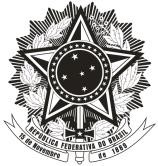 REPÚBLICA FEDERATIVA DO BRASIL
15 de Novembro de 1889